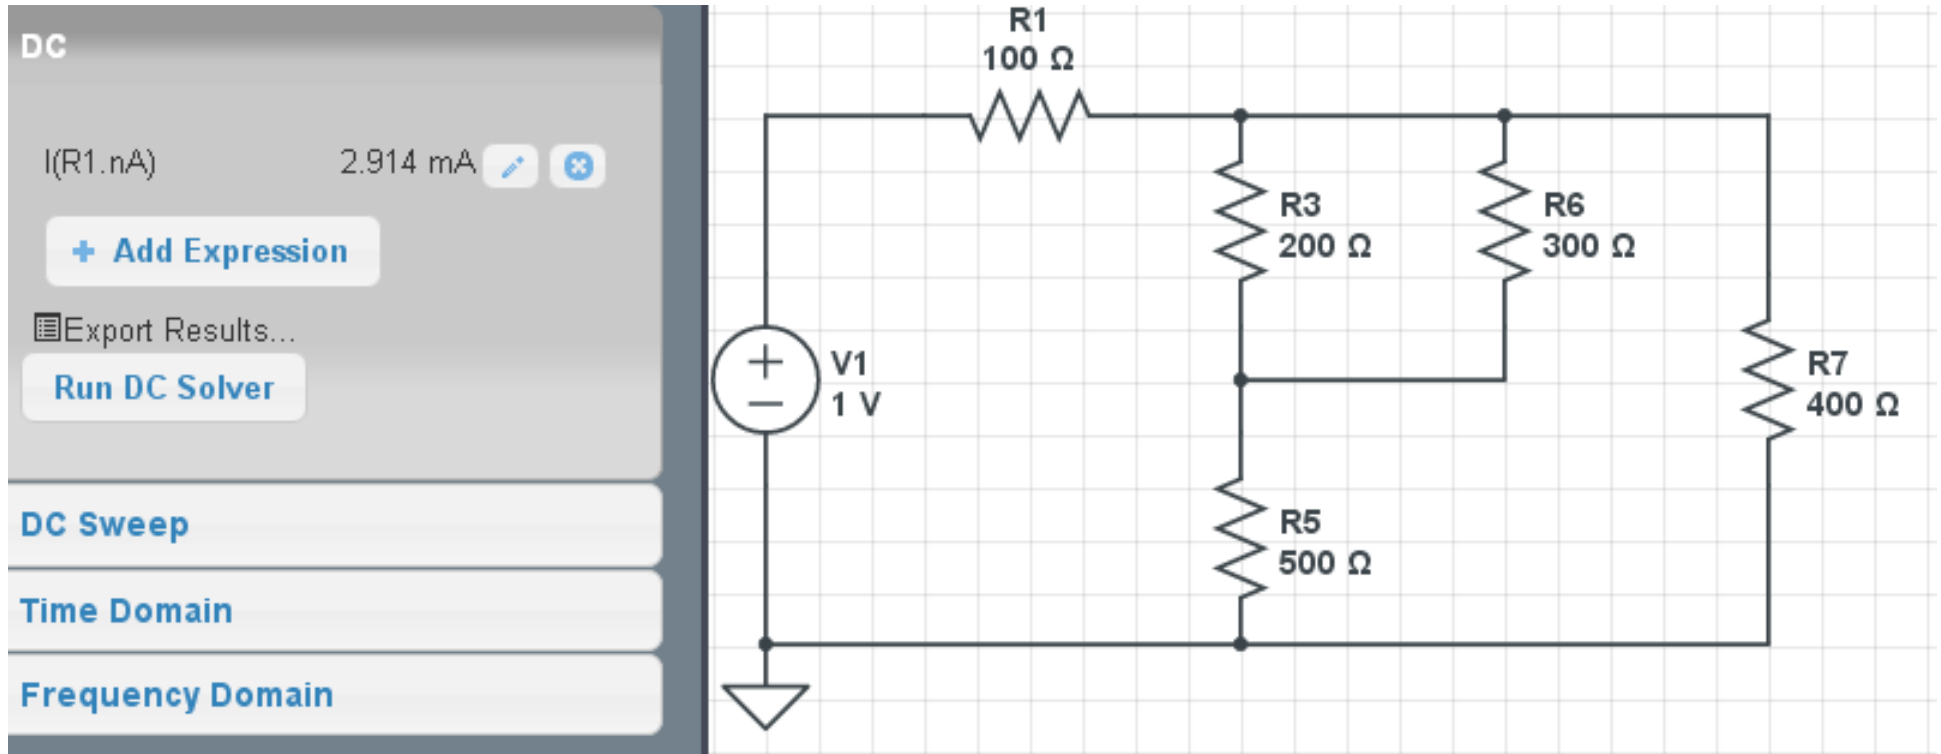 DC
I(R1.nA) 2.914 mA
+ Add Expression
Export Results...
Run DC Solver
DC Sweep
Time Domain
Frequency Domain
R1
100 Ω
R3
200 Ω
R6
300 Ω
V1
1 V
R7
400 Ω
R5
500 Ω